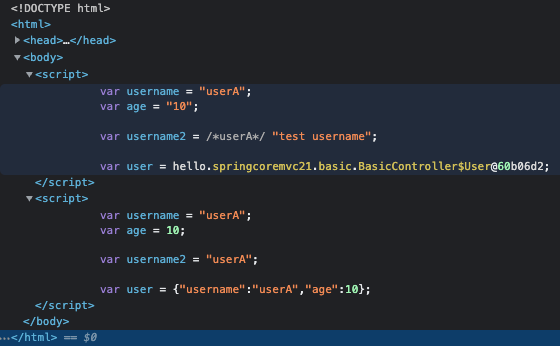 <!DOCTYPE html>
<html>
<head>…</head>
<body>
<script>
var username = "userA";
var age = "10";
var username2 = /*userA*/ "test username";
var user = hello.springcoremvc21.basic.BasicController$User@60b06d2;
</script>
<script>
var username = "userA";
var age = 10;
var username2 = "userA";
var user = {"username":"userA","age":10};
</script>
</body>
…</html> == $0